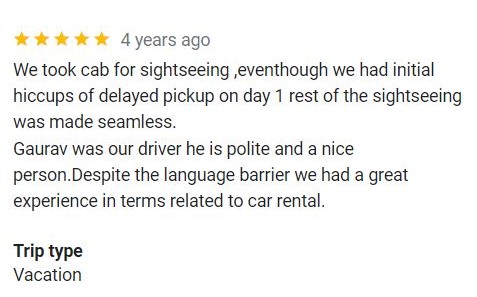 4 years ago
We took cab for sightseeing ,eventhough we had initial
hiccups of delayed pickup on day 1 rest of the sightseeing
was made seamless.
Gaurav was our driver he is polite and a nice
person.Despite the language barrier we had a great
experience in terms related to car rental.
Trip type
Vacation